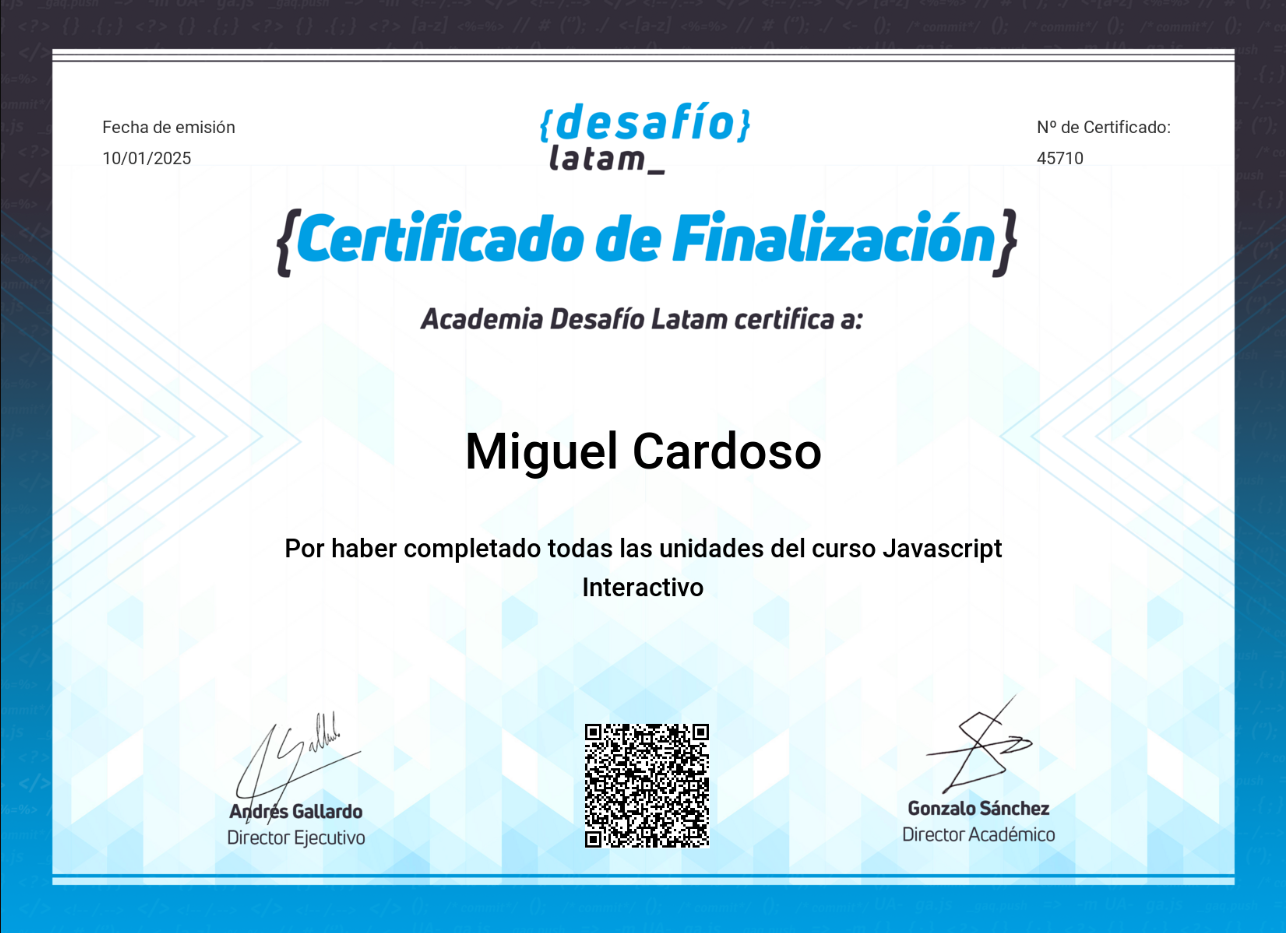 Fecha de emisión
10/01/2025
{desafío}
latam_
Nº de Certificado:
45710
{Certificado de Finalización}
Academia Desafío Latam certifica a:
Miguel Cardoso
Por haber completado todas las unidades del curso Javascript
Interactivo
Andrés Gallardo
Director Ejecutivo
Gonzalo Sánchez
Director Académico